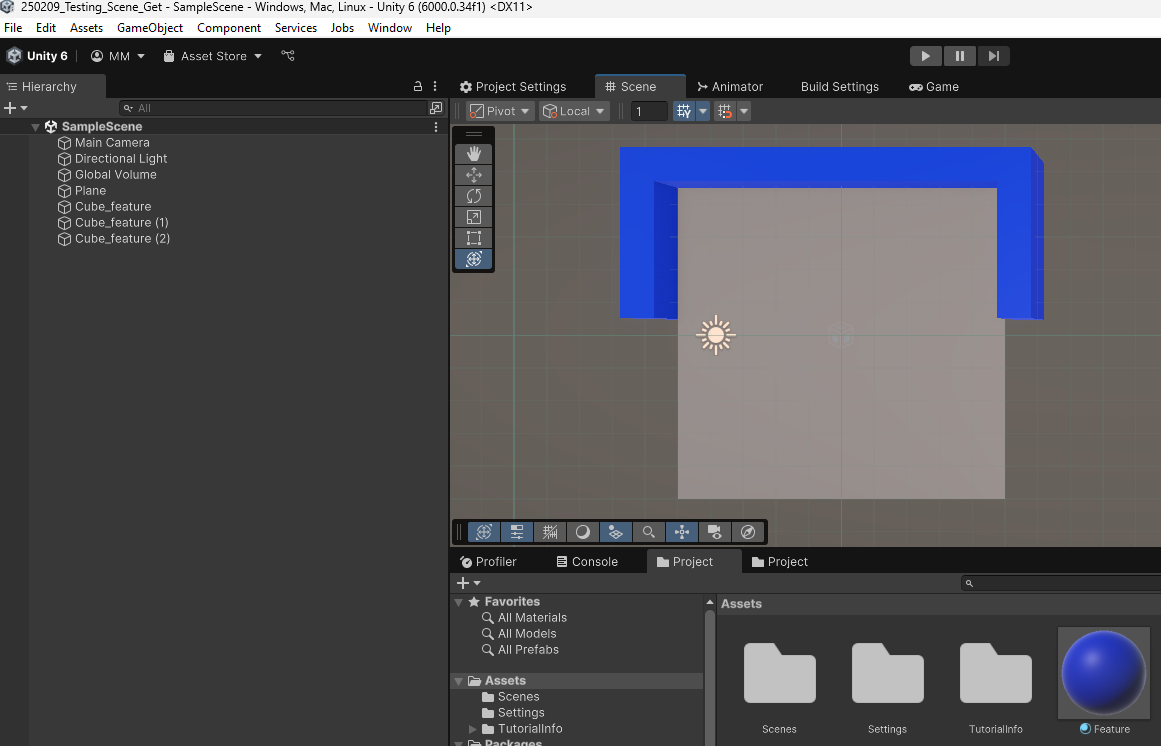 250209_Testing_Scene_Get - SampleScene - Windows, Mac, Linux - Unity 6 (6000.0.34f1) <DX11>
File Edit Assets GameObject Component Services Jobs Window Help
Unity 6 MM Asset Store
Hierarchy
All
SampleScene
Main Camera
Directional Light
Global Volume
Plane
Cube_feature
Cube_feature (1)
Cube_feature (2)
Project Settings Scene Animator Build Settings Game
Pivot Local 1
Profiler Console Project Project
Favorites
All Materials
All Models
All Prefabs
Assets
Scenes
Settings
TutorialInfo
Packages
Assets
Scenes Settings TutorialInfo Feature